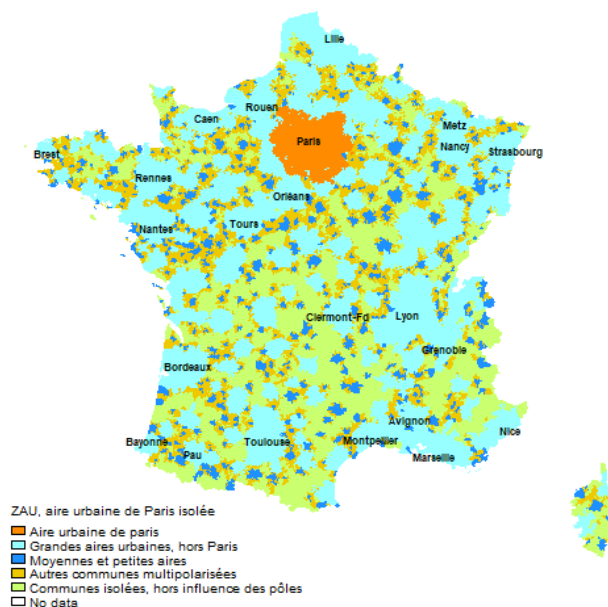 Lille
Rouen
Caen
Metz
Paris
Nancy
Strasbourg
Brest
Rennes
Orléans
Nantes
Tours
Clermont-Fd
Lyon
Grenoble
Bordeaux
Avignon
Nice
Bayonne
Toulouse
Montpellier
Pau
Marseille
ZAU, aire urbaine de Paris isolée
Aire urbaine de paris
Grandes aires urbaines, hors Paris
Moyennes et petites aires
Autres communes multipolarisées
Communes isolées, hors influence des pôles
No data